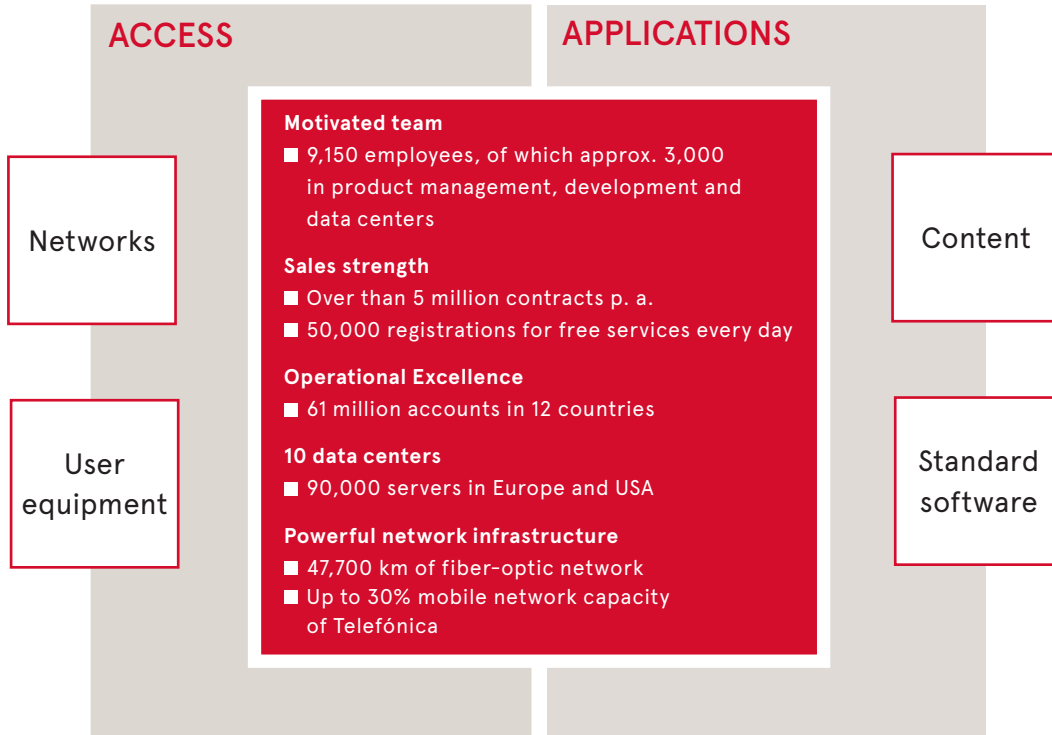 ACCESS
APPLICATIONS
Networks
User
equipment
Motivated team
9,150 employees, of which approx. 3,000
in product management, development and
data centers
Sales strength
Over than 5 million contracts p. a.
50,000 registrations for free services every day
Operational Excellence
61 million accounts in 12 countries
10 data centers
90,000 servers in Europe and USA
Powerful network infrastructure
47,700 km of fiber-optic network
Up to 30% mobile network capacity
of Telefónica
Content
Standard
software